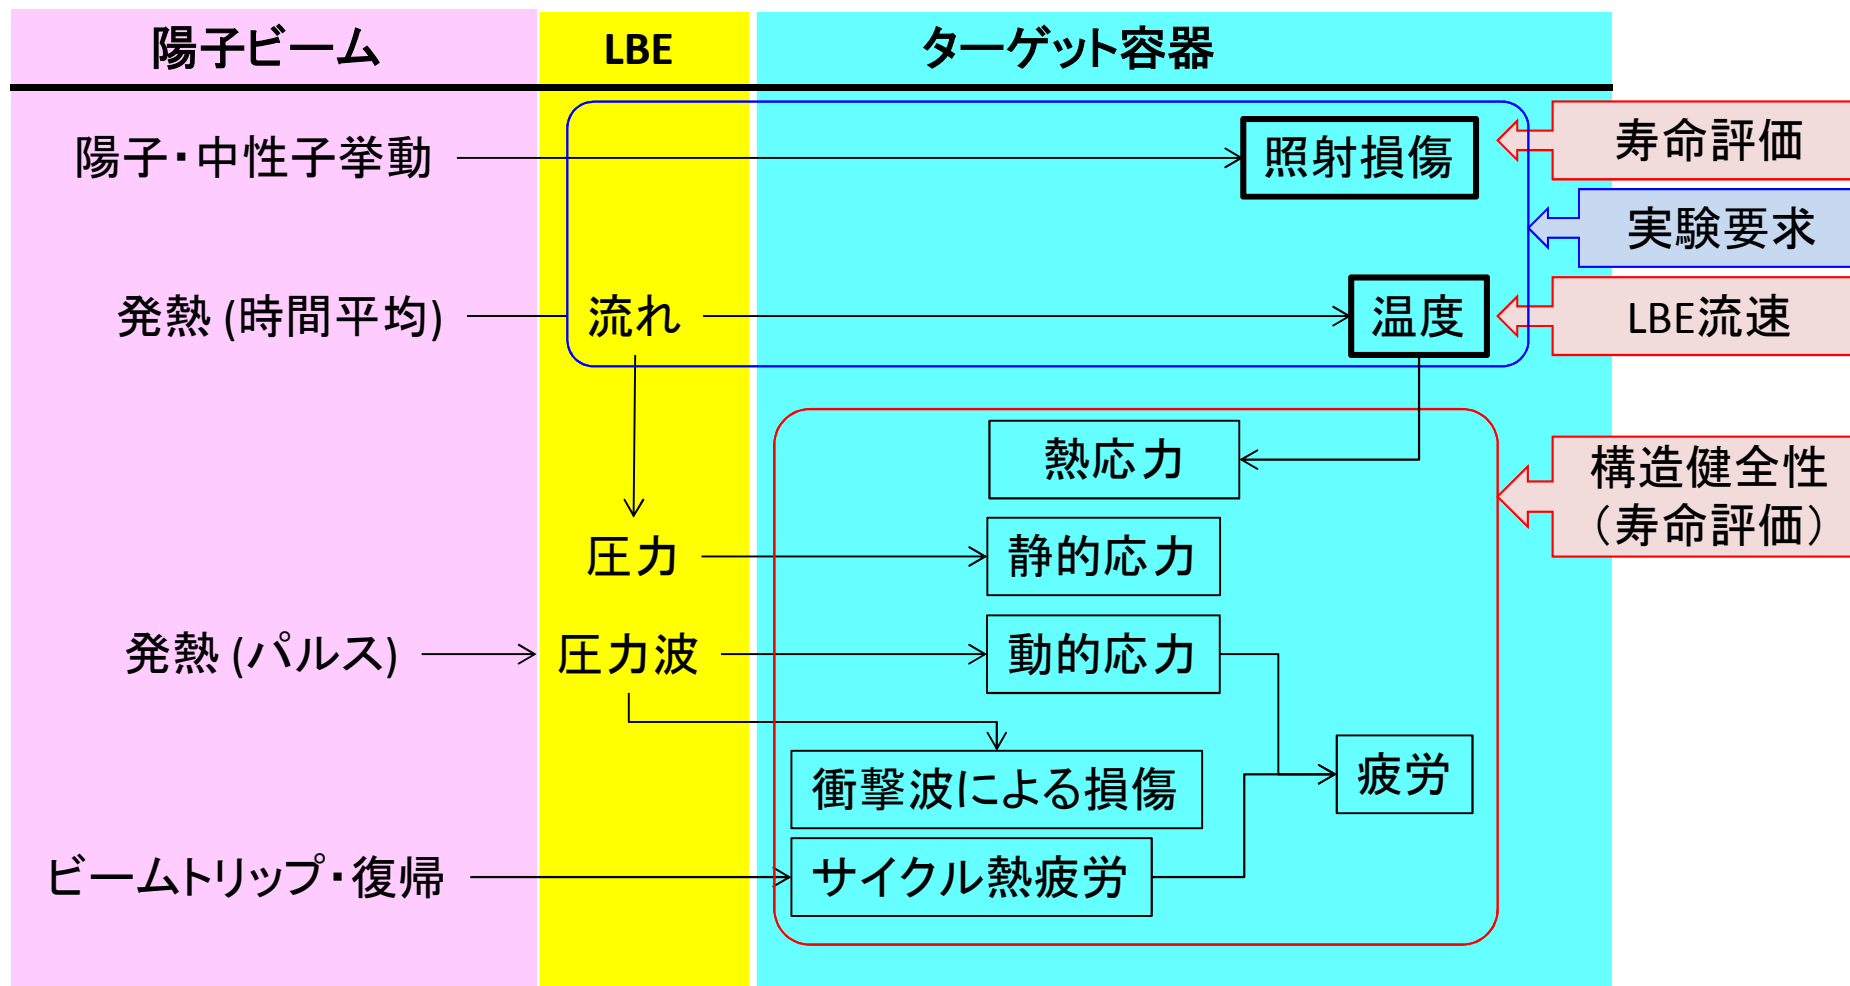 陽子ビーム
LBE
ターゲット容器
陽子・中性子挙動
照射損傷
寿命評価
実験要求
発熱 (時間平均)
流れ
温度
LBE流速
熱応力
構造健全性
（寿命評価）
圧力
静的応力
発熱 (パルス)
圧力波
動的応力
衝撃波による損傷
疲労
ビームトリップ・復帰
サイクル熱疲労